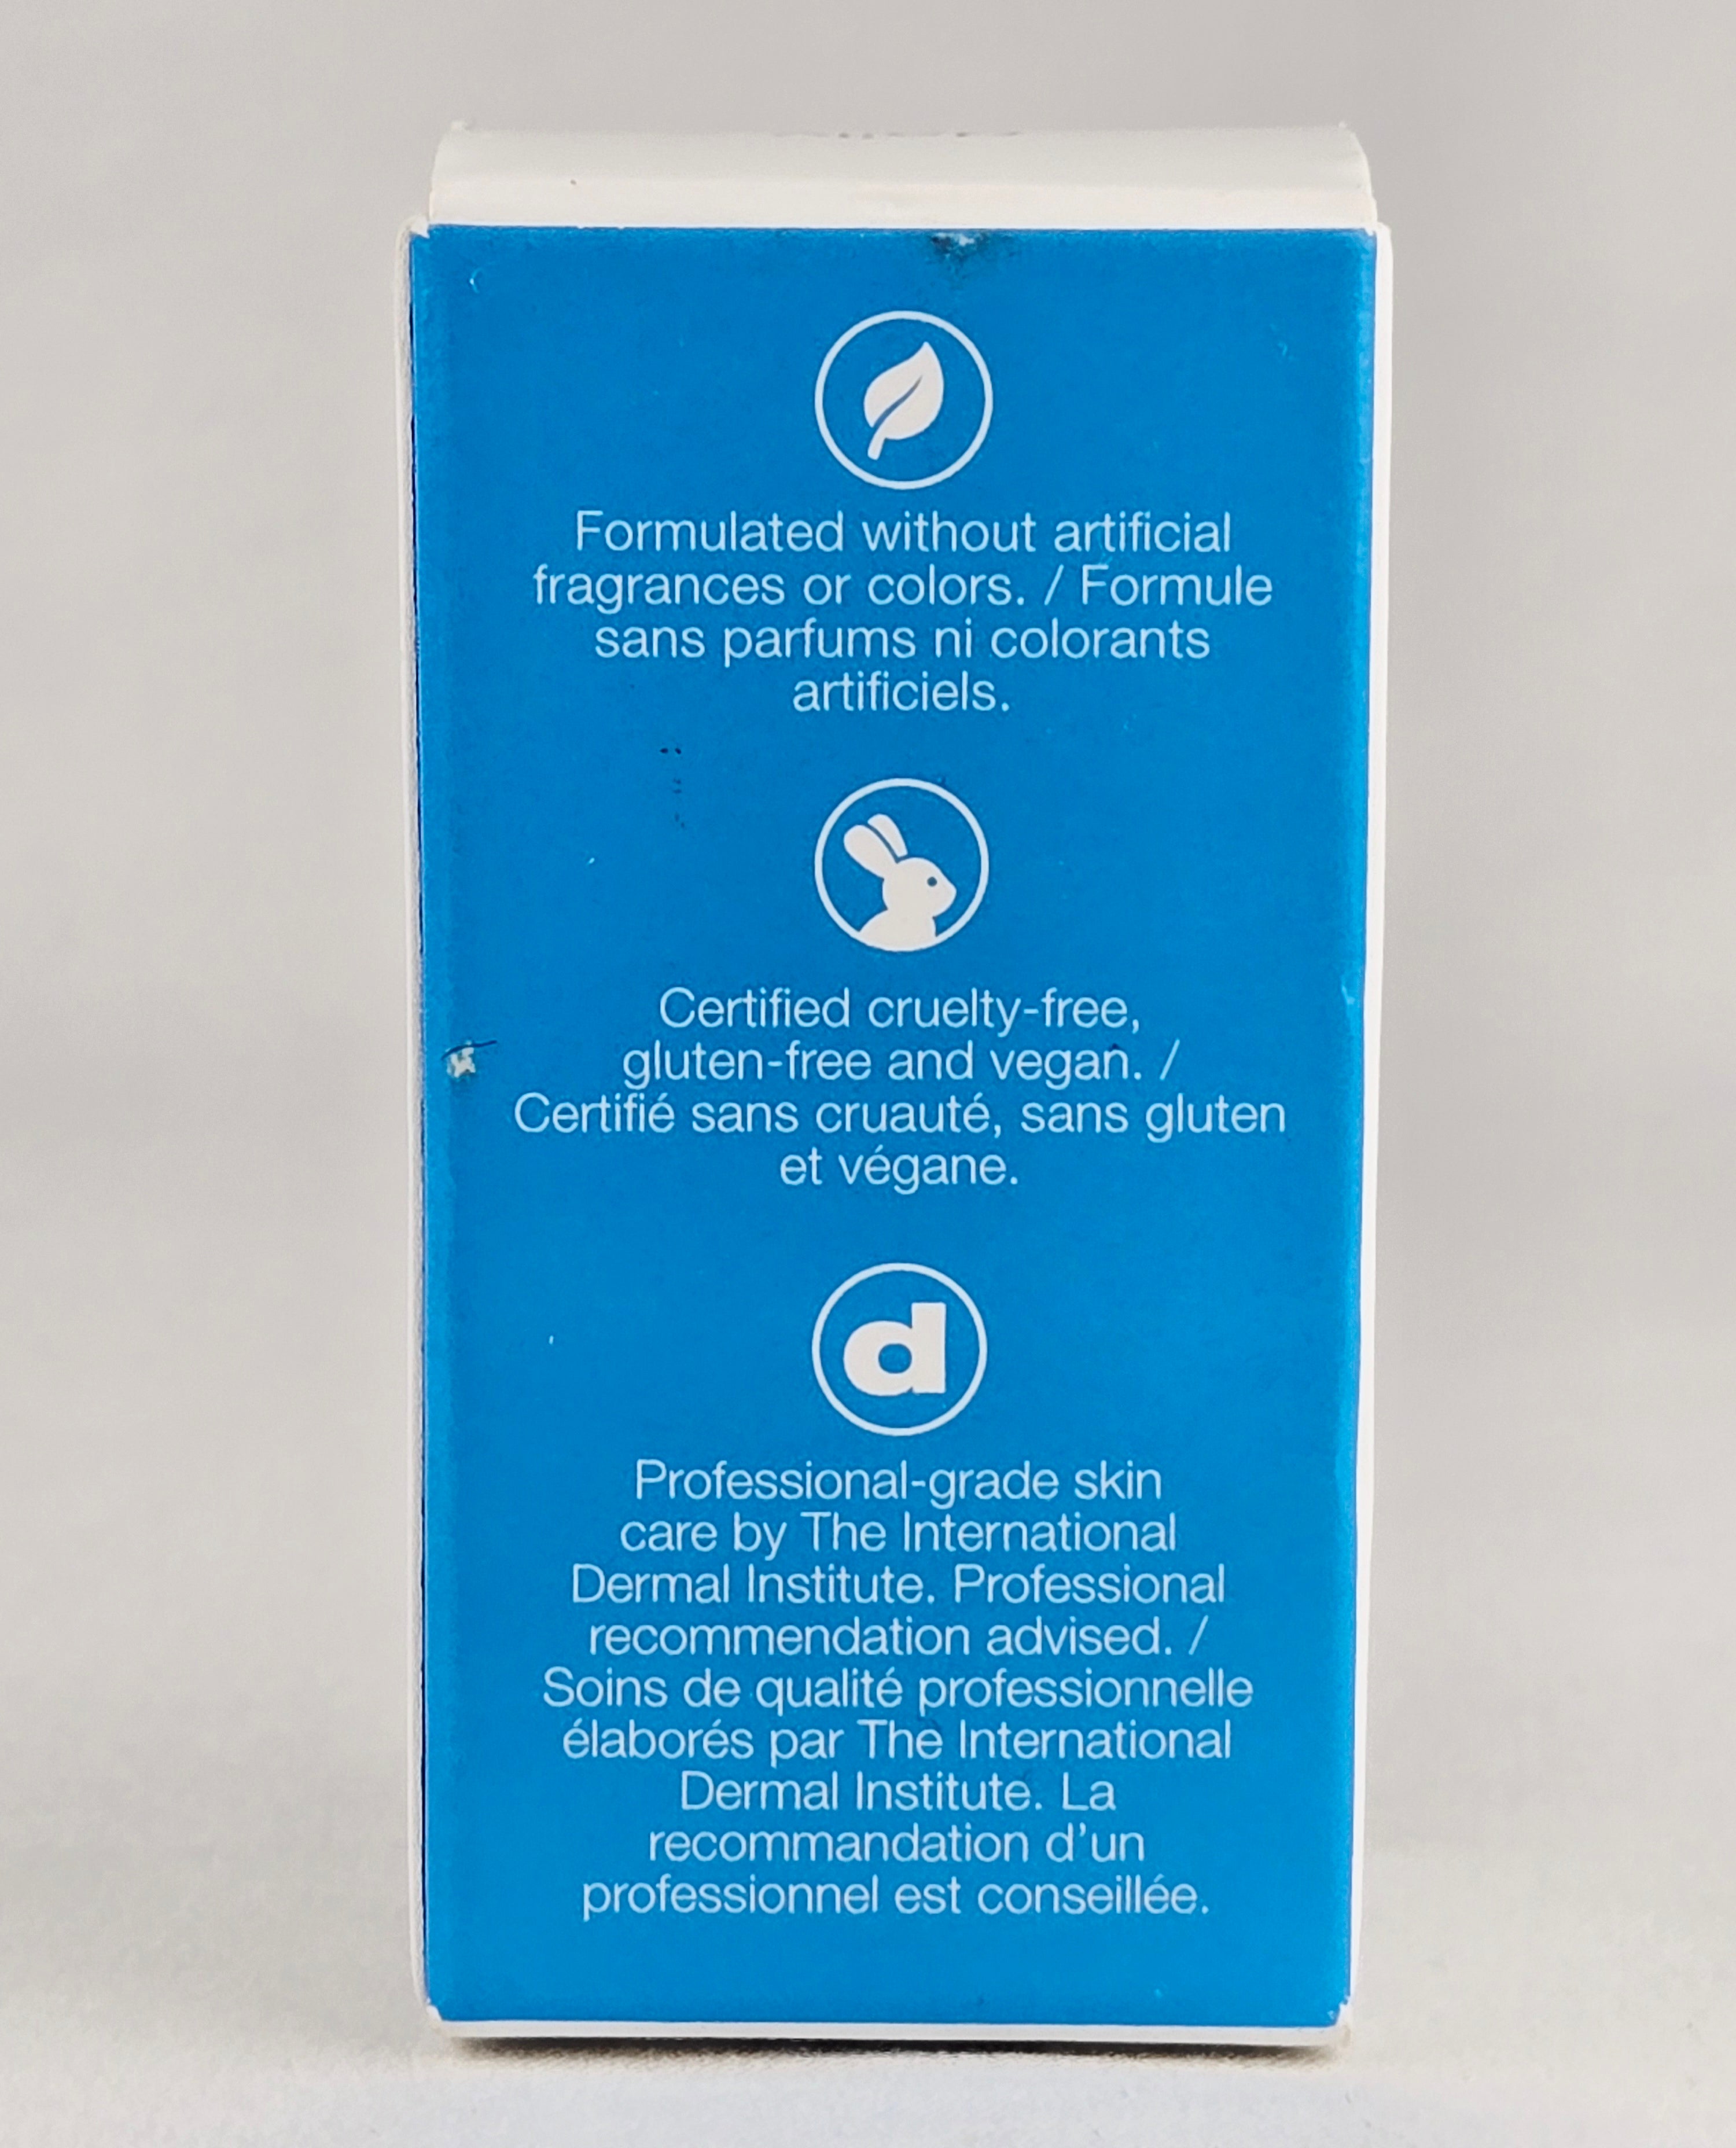 Formulated without artificial
fragrances or colors. / Formule
sans parfums ni colorants
artificiels.
Certified cruelty-free,
gluten-free and vegan. /
Certifié sans cruauté, sans gluten
et végane.
d
Professional-grade skin
care by The International
Dermal Institute. Professional
recommendation advised. /
Soins de qualité professionnelle
élaborés par The International
Dermal Institute. La
recommandation d'un
professionnel est conseillée.